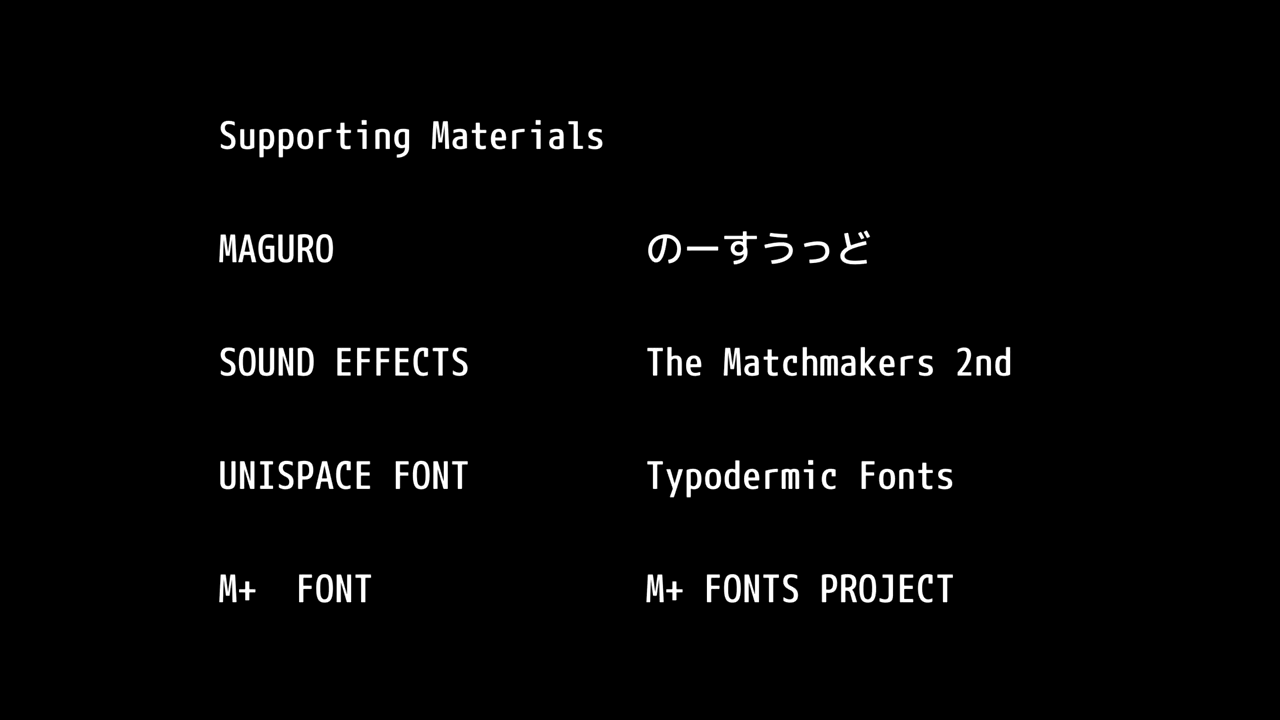 Supporting Materials
MAGURO のーすうっど
SOUND EFFECTS The Matchmakers 2nd
UNISPACE FONT Typodermic Fonts
M+  FONT M+ FONTS PROJECT